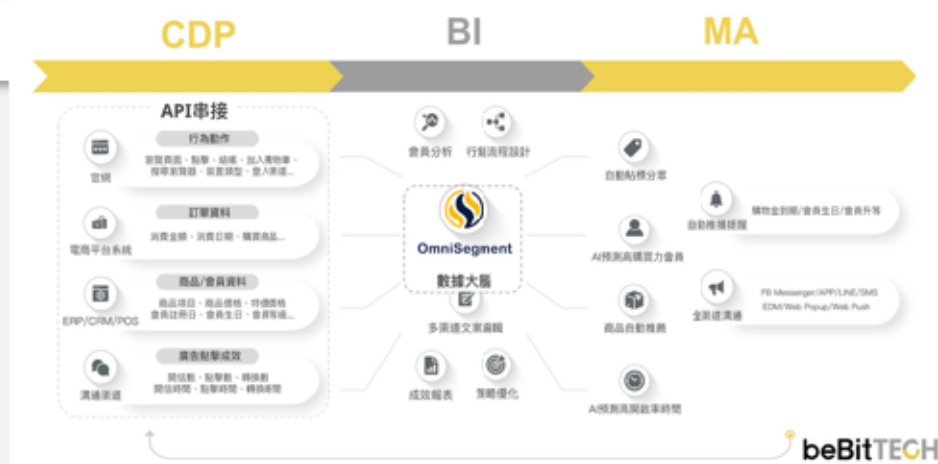 CDP
BI
MA
API串接
行為動作
瀏覽頁面、點擊、結帳、加入購物車、
搜尋瀏覽器、裝置類型、登入渠道...
官網
訂單資料
消費金額、消費日期、購買商品...
電商平台系統
商品/會員資料
商品項目、商品價格、特價價格
會員註冊日、會員生日、會員等級...
ERP/CRM/POS
廣告點擊成效
開信數、點擊數、轉換數
開信時間、點擊時間、轉換時間
溝通渠道
會員分析
行銷流程設計
OmniSegment
數據大腦
多渠道文案編輯
成效報表
策略優化
自動貼標分眾
AI預測高購買力會員
商品自動推薦
AI預測高開啟率時間
自動推播提醒
購物金到期/會員生日/會員升等
全渠道溝通
FB Messenger/APP/LINE/SMS
EDM/Web Popup/Web Push
beBitTECH